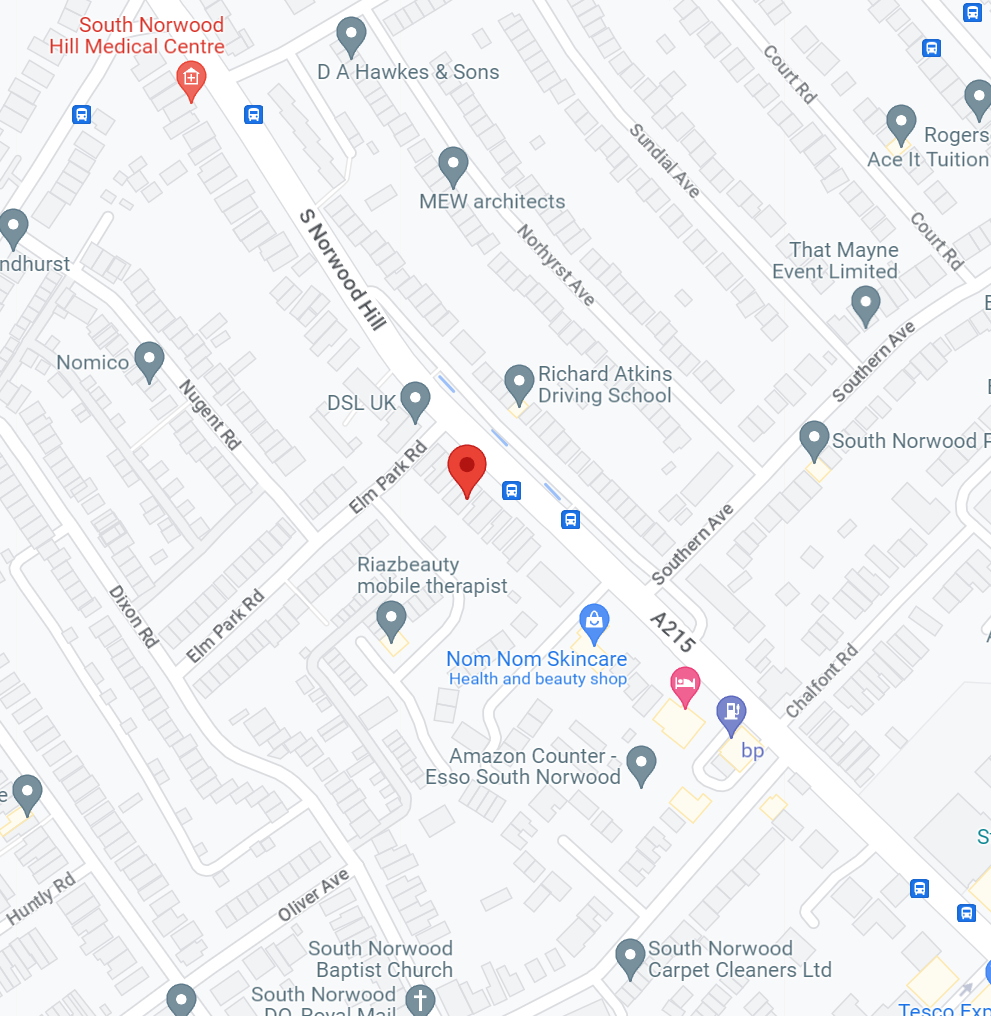 South Norwood
Hill Medical Centre
D A Hawkes & Sons
Court Rd
Rogers
Ace It Tuition
Sundial Ave
MEW architects
S Norwood Hill
Norhyrst Ave
Court Rd
ndhurst
That Mayne
Event Limited
Nomico
Nugent Rd
DSL UK
Richard Atkins
Driving School
Southern Ave
South Norwood P
Elm Park Rd
Southern Ave
Riazbeauty
mobile therapist
Dixon Rd
Elm Park Rd
A215
Nom Nom Skincare
Health and beauty shop
Chalfont Rd
bp
Amazon Counter -
Esso South Norwood
e
St
Huntly Rd
Oliver Ave
South Norwood
Baptist Church
South Norwood
Carpet Cleaners Ltd
South Norwood
DO, Royal Mail
Tesco Exp